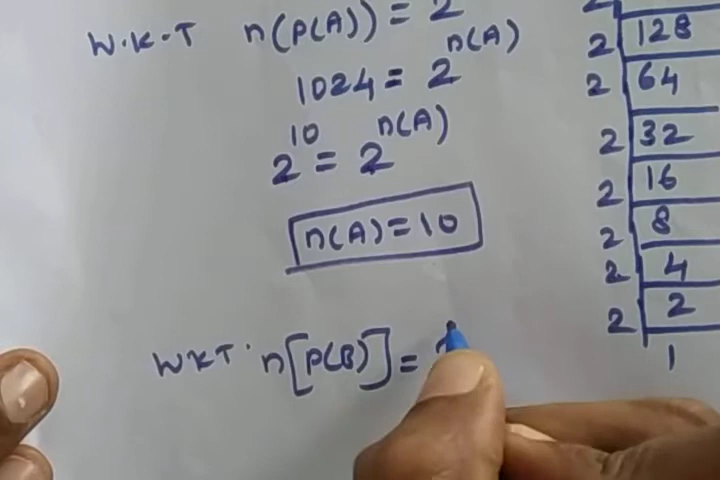 W.K.T n(P(A)) = 2
1024 = 2^n(A)
2^10 = 2^n(A)
n(A) = 10
WKT. n[P(B)] =
2
2 128
2 64
2 32
2 16
2 8
2 4
2 2
1